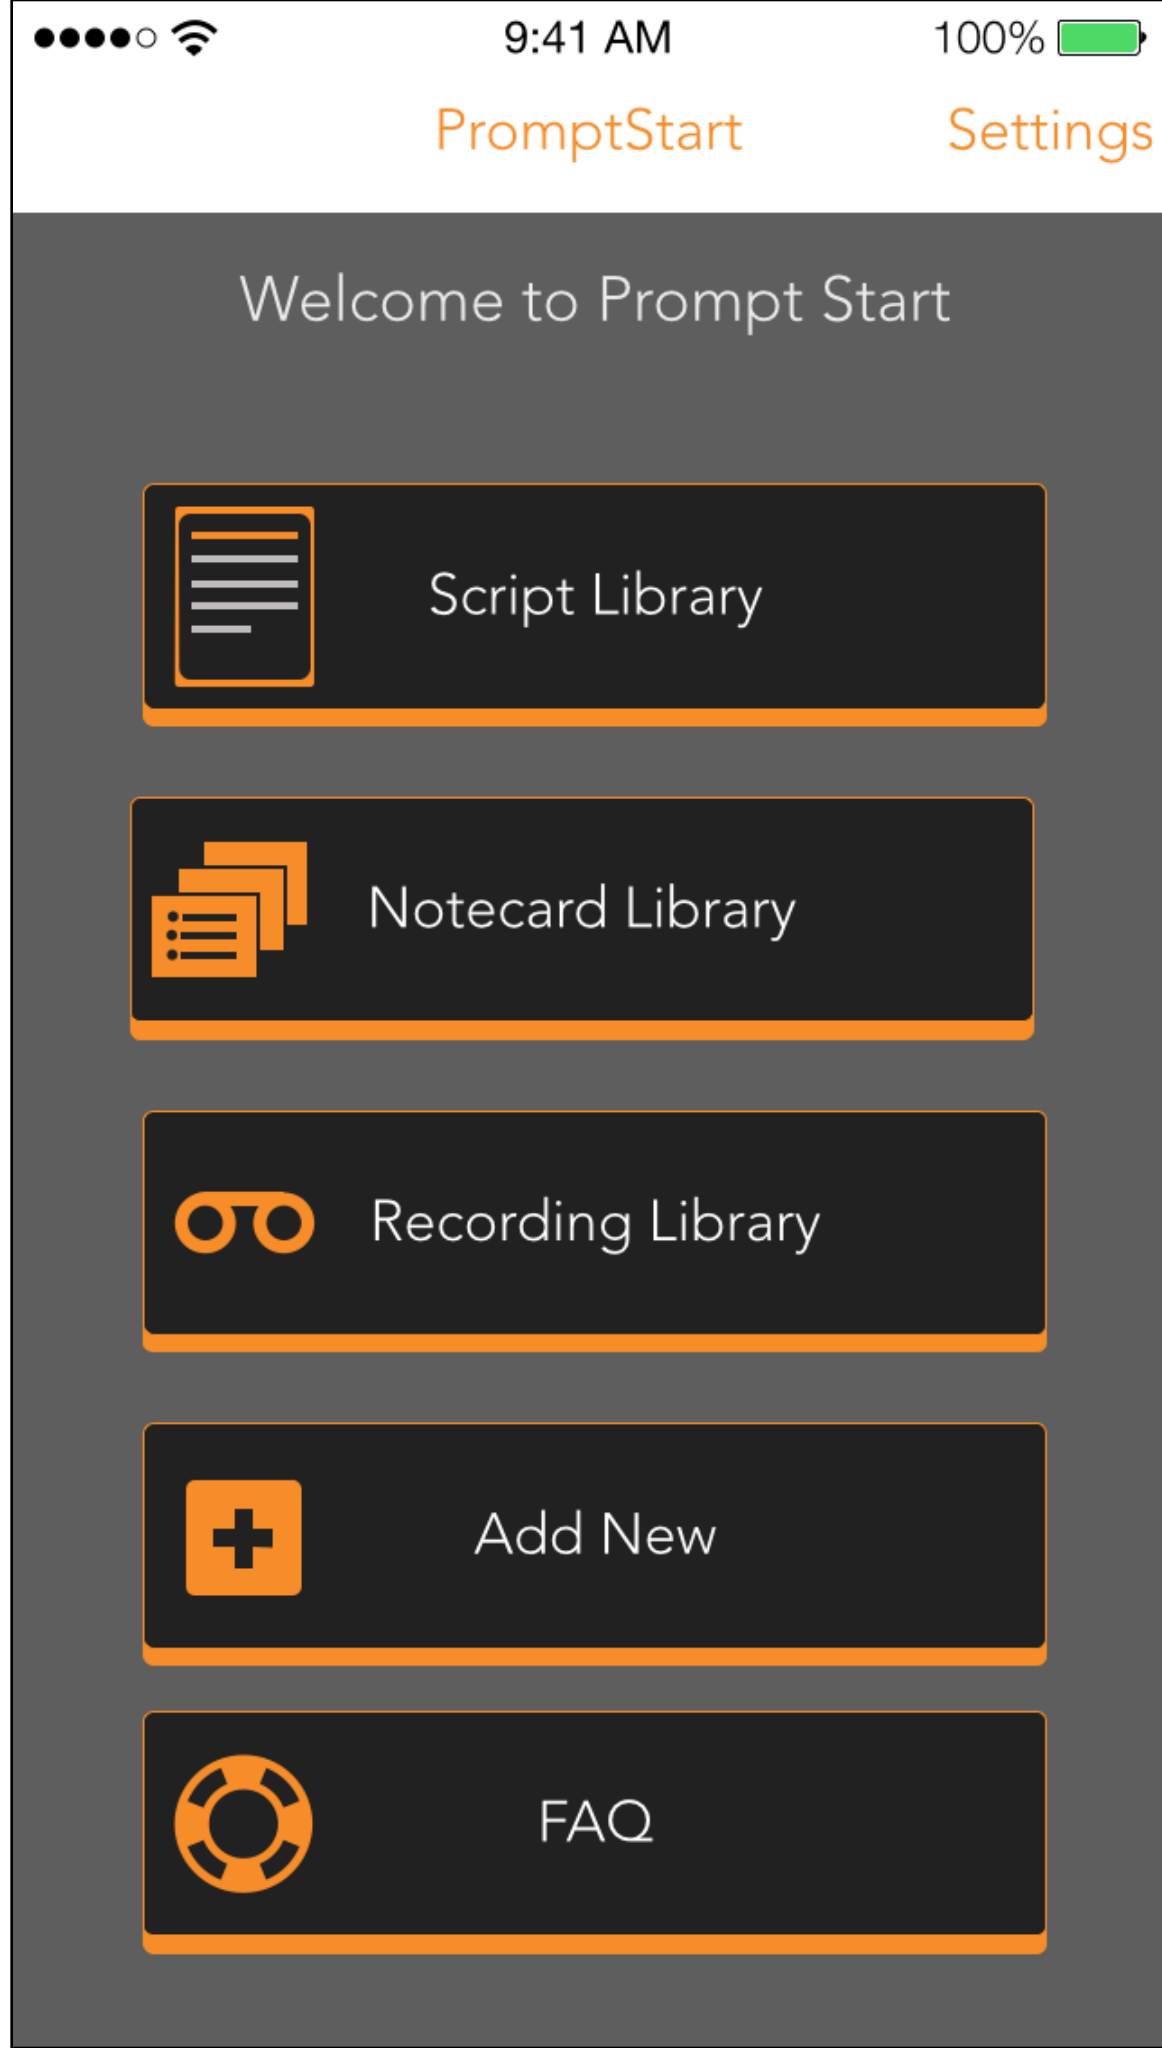 9:41 AM 100%
PromptStart Settings
Welcome to Prompt Start
Script Library
Notecard Library
Recording Library
Add New
FAQ